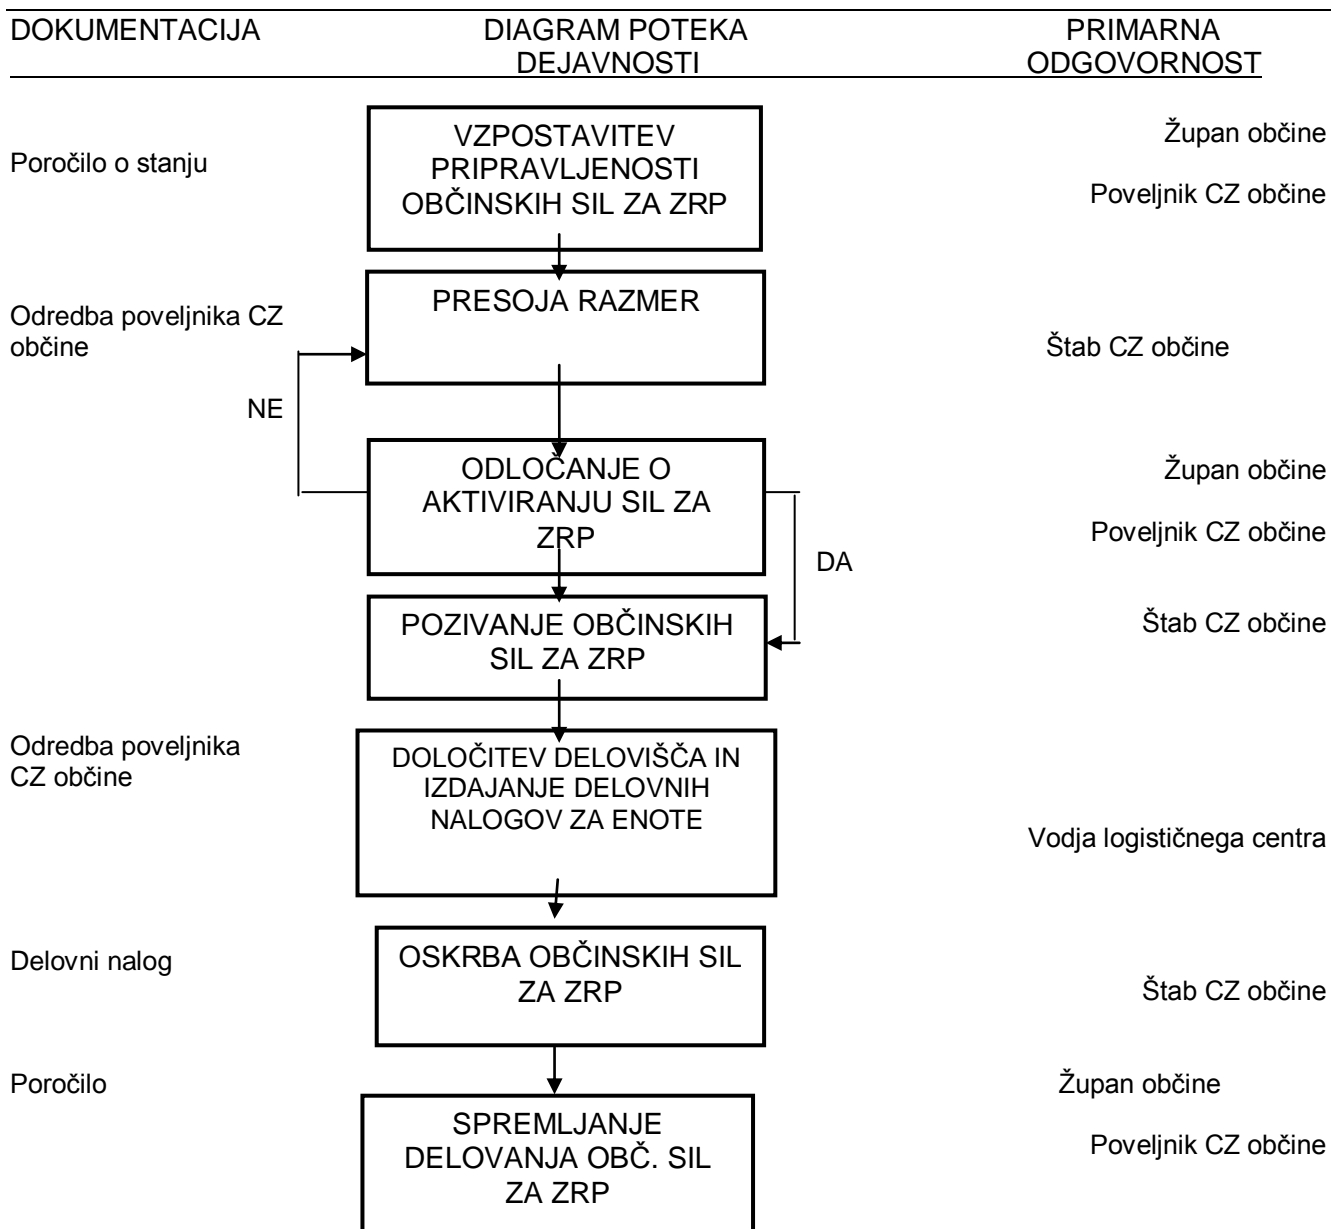 DOKUMENTACIJA
DIAGRAM POTEKA
DEJAVNOSTI
PRIMARNA
ODGOVORNOST
Poročilo o stanju
VZPOSTAVITEV
PRIPRAVLJENOSTI
OBČINSKIH SIL ZA ZRP
Župan občine
Poveljnik CZ občine
Odredba poveljnika CZ
občine
PRESOJA RAZMER
Štab CZ občine
NE
ODLOČANJE O
AKTIVIRANJU SIL ZA
ZRP
Župan občine
Poveljnik CZ občine
DA
POZIVANJE OBČINSKIH
SIL ZA ZRP
Štab CZ občine
Odredba poveljnika
CZ občine
DOLOČITEV DELOVIŠČA IN
IZDAJANJE DELOVNIH
NALOGOV ZA ENOTE
Vodja logističnega centra
Delovni nalog
OSKRBA OBČINSKIH SIL
ZA ZRP
Štab CZ občine
Poročilo
SPREMLJANJE
DELOVANJA OBČ. SIL
ZA ZRP
Župan občine
Poveljnik CZ občine